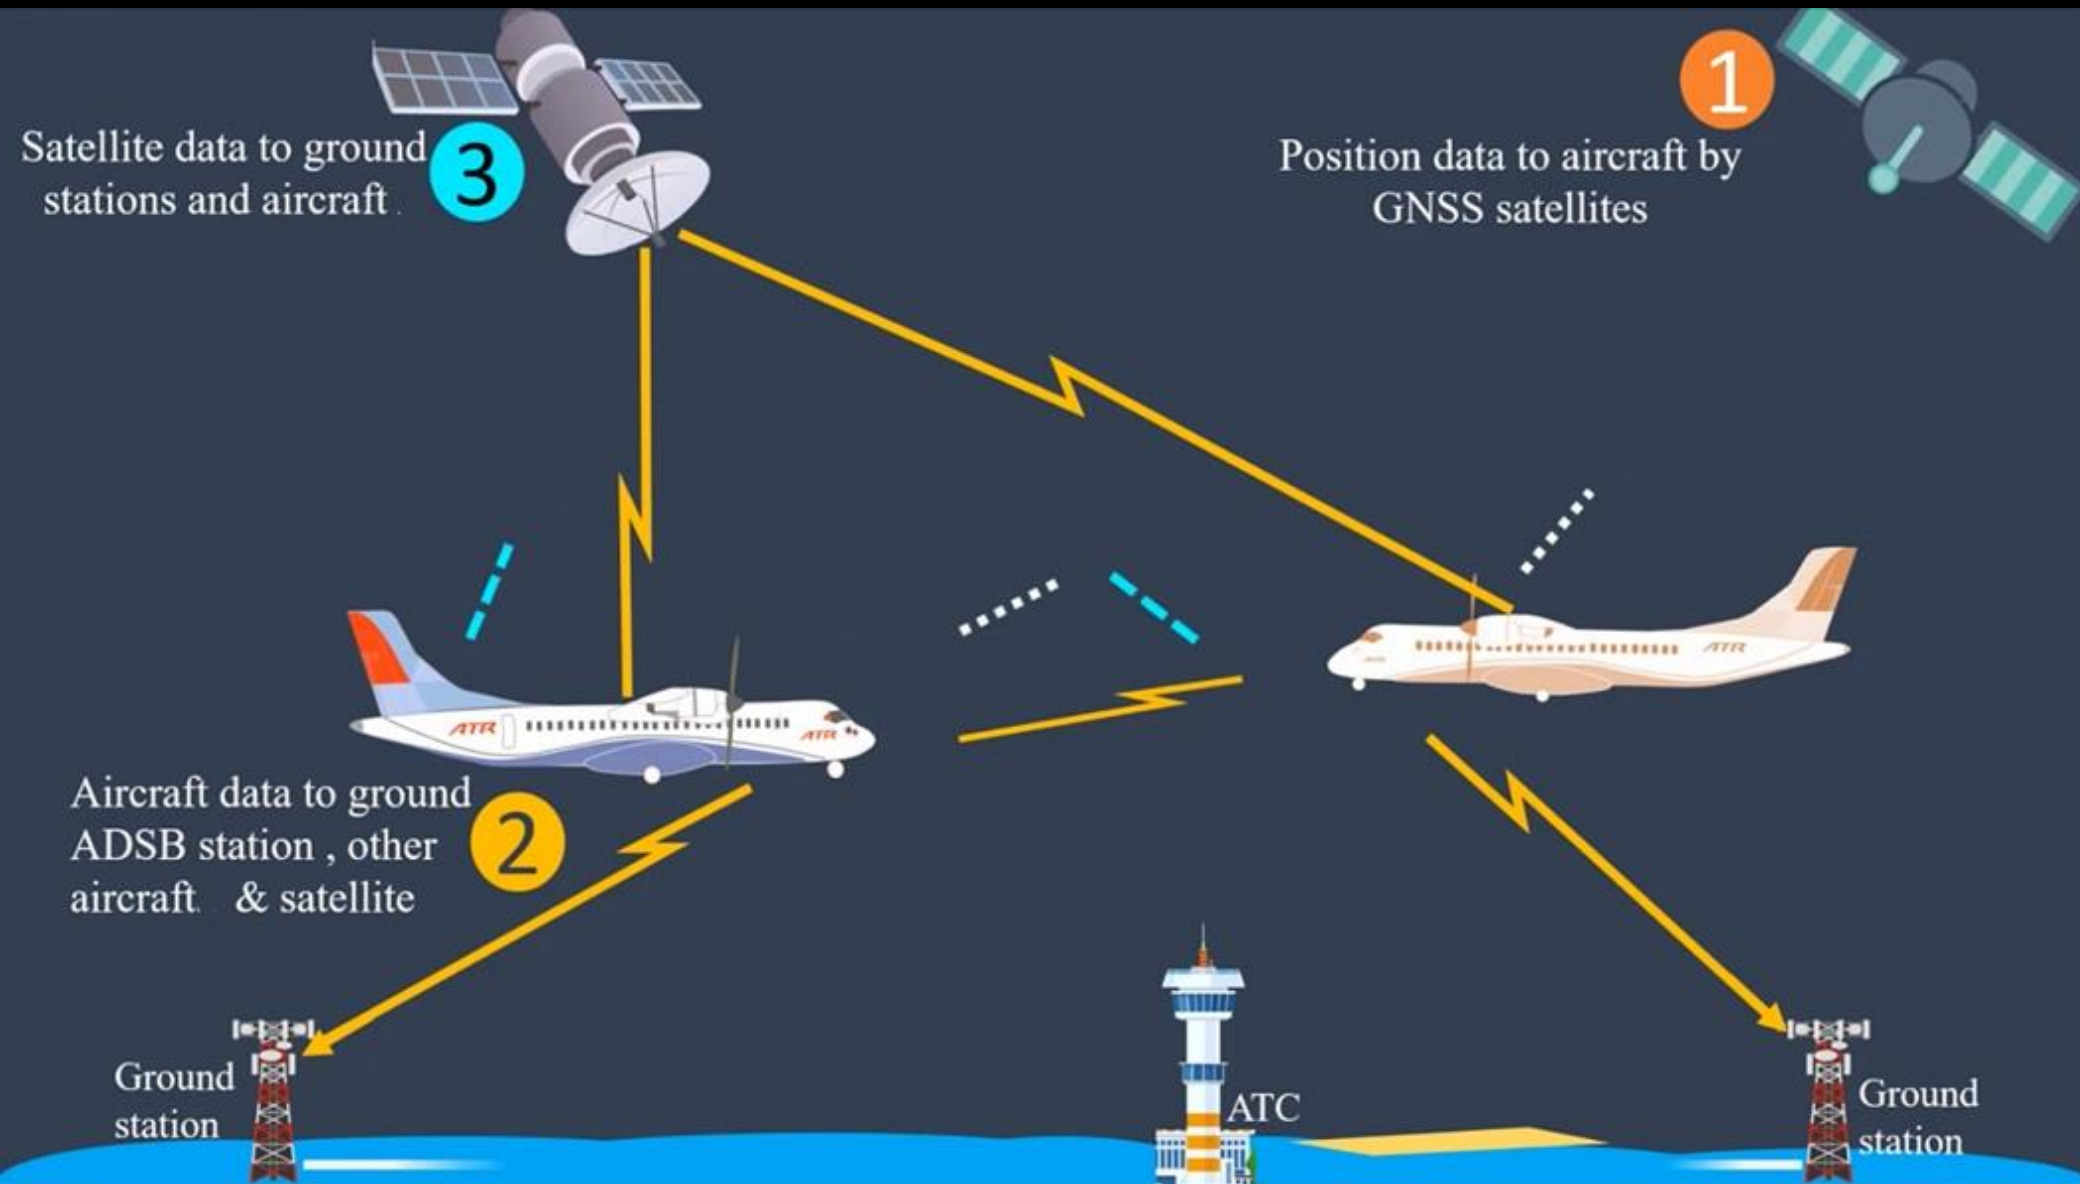 1
Position data to aircraft by
GNSS satellites
Satellite data to ground
stations and aircraft .
3
ATR
ATR
ATR
Aircraft data to ground
ADSB station , other
aircraft & satellite
2
Ground
station
ATC
Ground
station